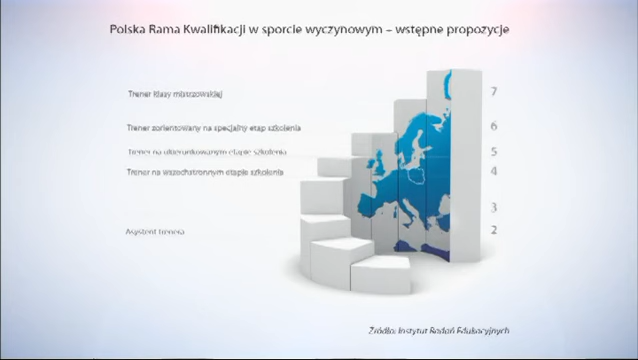 Polska Rama Kwalifikacji w sporcie wyczynowym – wstępne propozycje
Trener klasy mistrzowskiej
7
Trener zorientowany na specjalny etap szkolenia
6
Trener na ukierunkowanym etapie szkolenia
5
Trener na wszechstronnym etapie szkolenia
4
3
Asystent trenera
2
Źródło: Instytut Badań Edukacyjnych